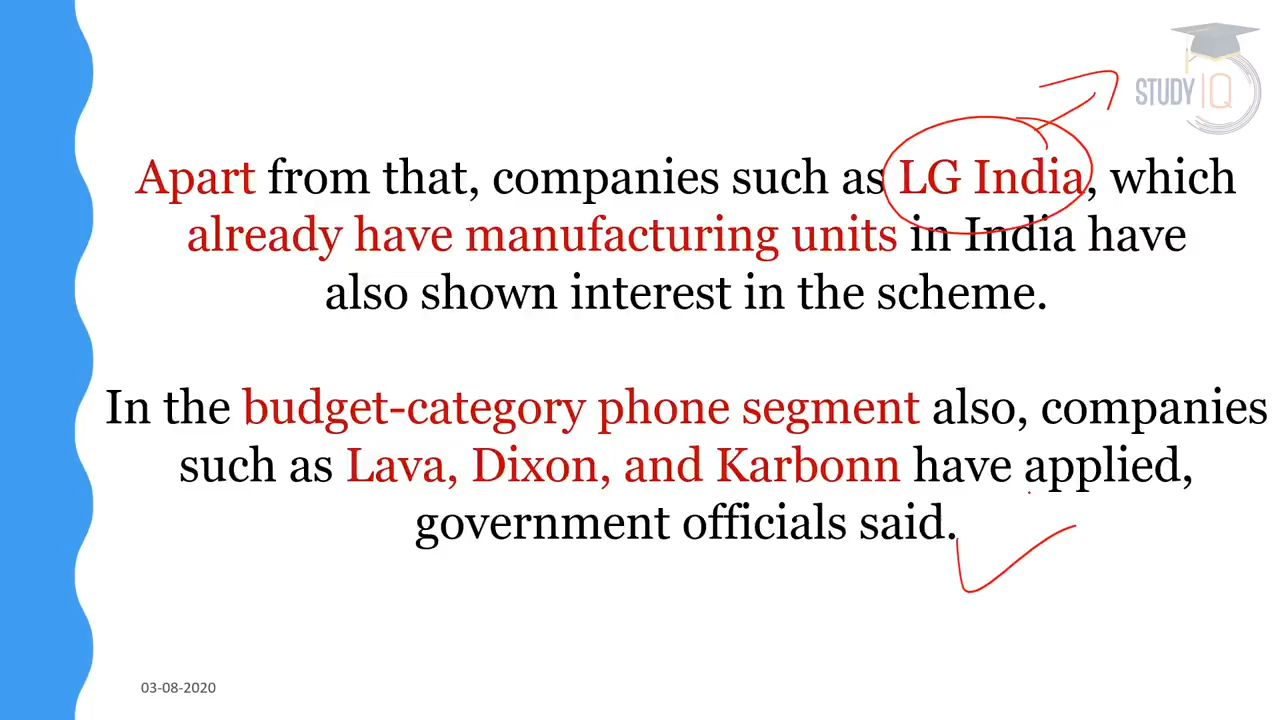 STUDY IQ
Apart from that, companies such as LG India, which
already have manufacturing units in India have
also shown interest in the scheme.
In the budget-category phone segment also, companies
such as Lava, Dixon, and Karbonn have applied,
government officials said.
03-08-2020